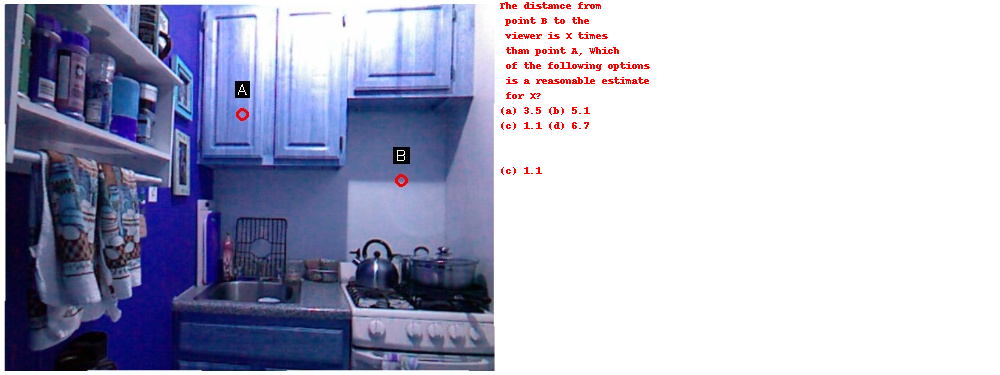 The distance from
point B to the
viewer is X times
than point A, Which
of the following options
is a reasonable estimate
for X?
(a) 3.5 (b) 5.1
(c) 1.1 (d) 6.7
(c) 1.1
A
B